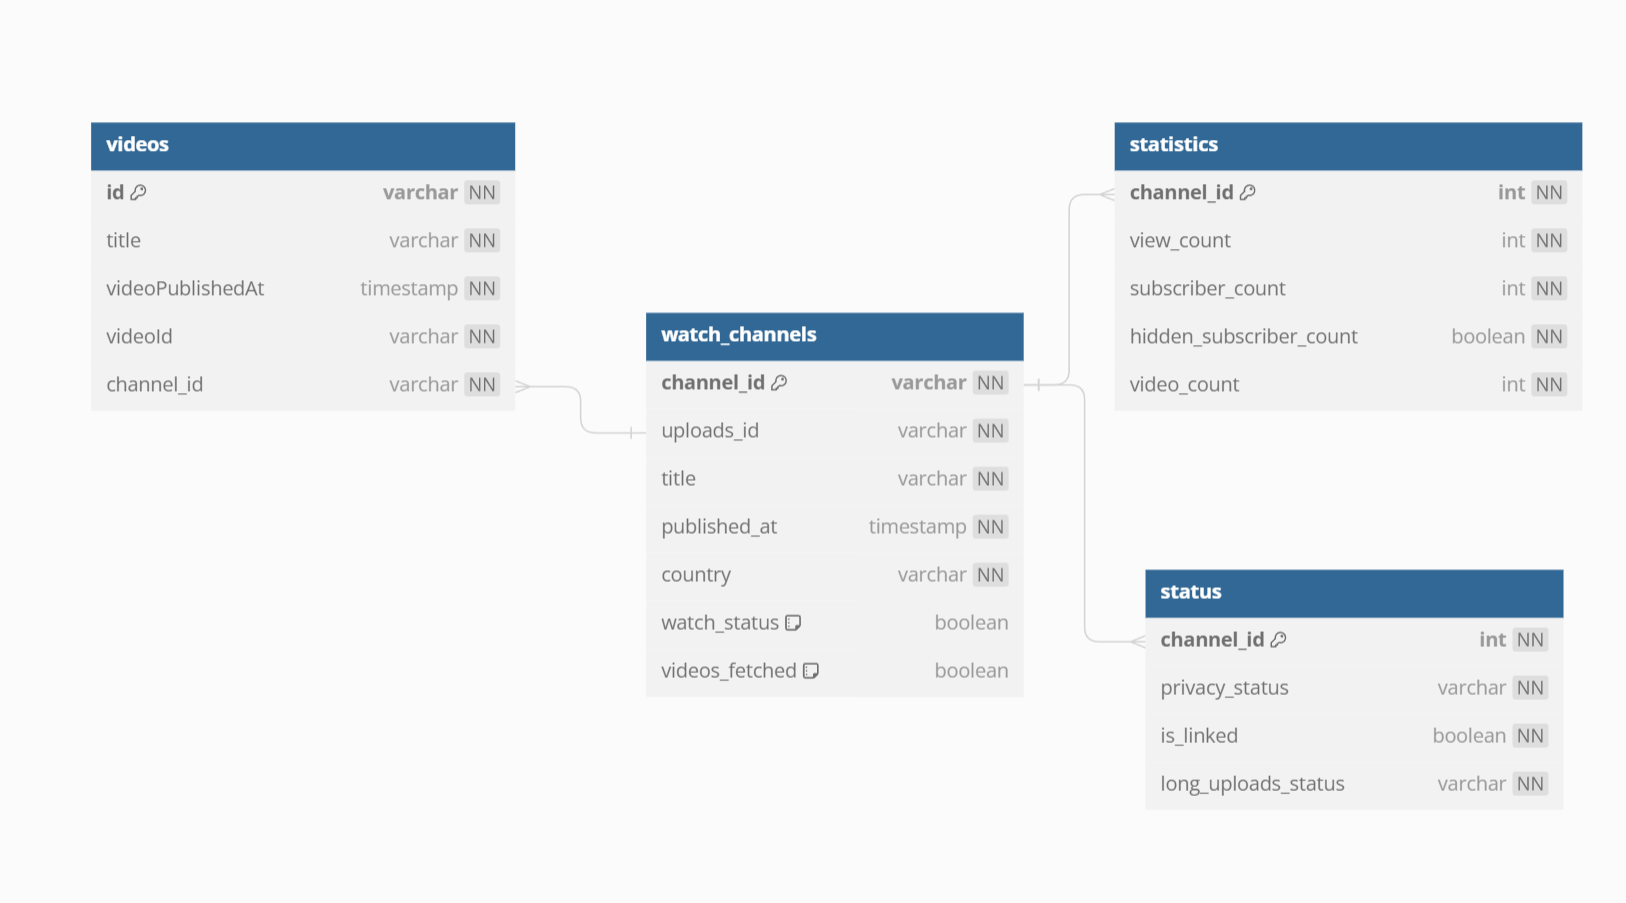 videos
id varchar NN
title varchar NN
videoPublishedAt timestamp NN
videoId varchar NN
channel_id varchar NN
watch_channels
channel_id varchar NN
uploads_id varchar NN
title varchar NN
published_at timestamp NN
country varchar NN
watch_status boolean
videos_fetched boolean
statistics
channel_id int NN
view_count int NN
subscriber_count int NN
hidden_subscriber_count boolean NN
video_count int NN
status
channel_id int NN
privacy_status varchar NN
is_linked boolean NN
long_uploads_status varchar NN